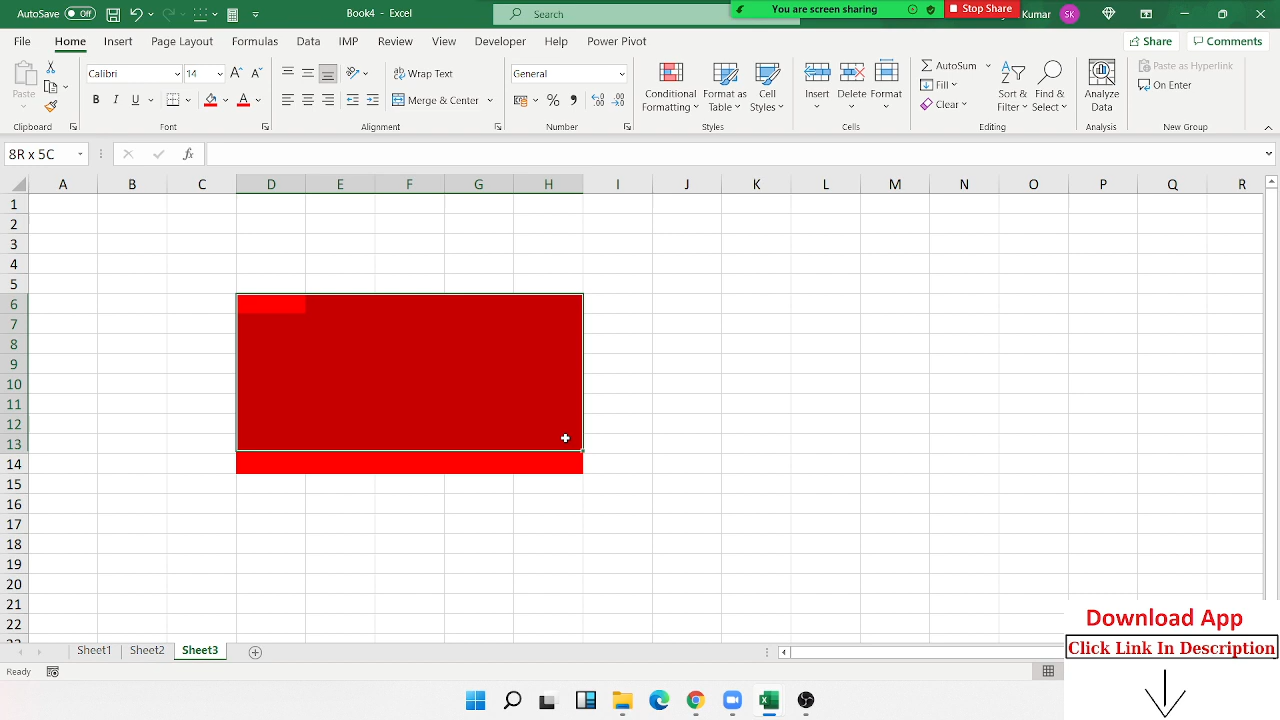 AutoSave Off Book4 - Excel Search You are screen sharing Stop Share Kumar SK
File Home Insert Page Layout Formulas Data IMP Review View Developer Help Power Pivot Share Comments
Paste Calibri 14 Wrap Text General Conditional Formatting Format as Table Cell Styles Insert Delete Format AutoSum Fill Clear Sort & Filter Find & Select Analyze Data Paste as Hyperlink On Enter
B I U Merge & Center
Clipboard Font Alignment Number Styles Cells Editing Analysis New Group
8R x 5C fx
A B C D E F G H I J K L M N O P Q R
1
2
3
4
5
6
7
8
9
10
11
12
13
14
15
16
17
18
19
20
21
22
Sheet1 Sheet2 Sheet3
Ready
Download App
Click Link In Description